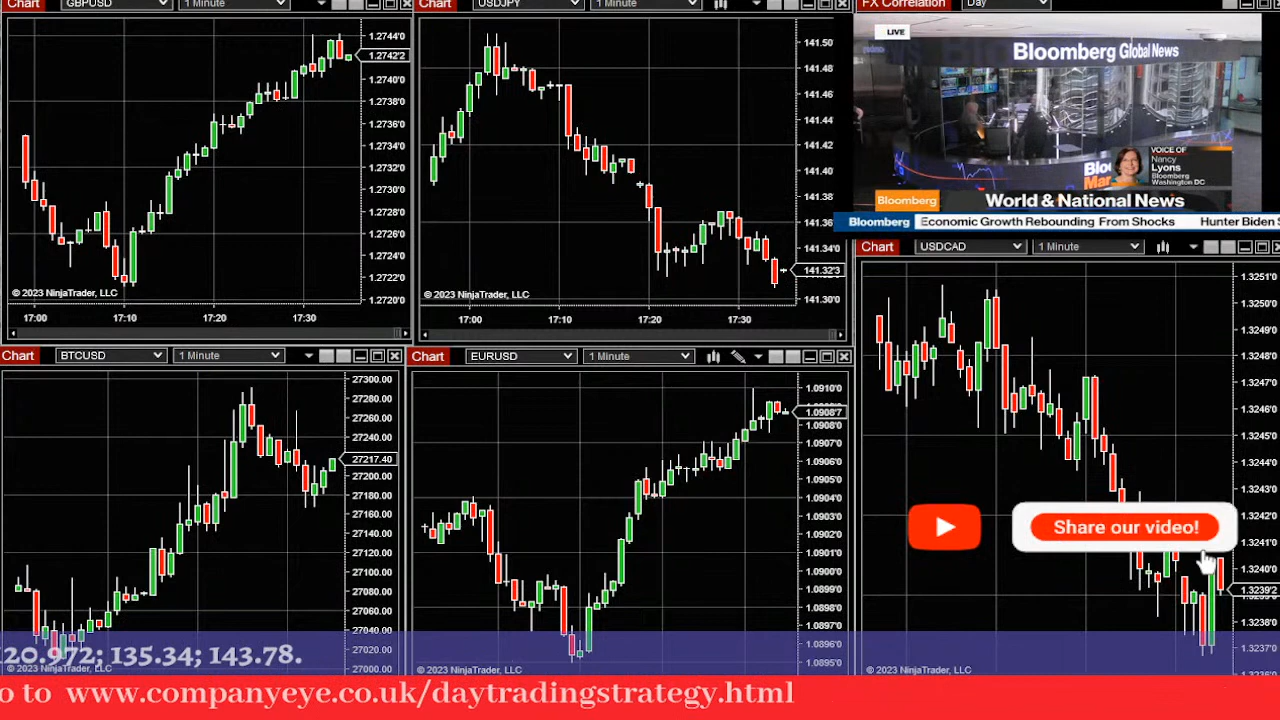 Chart GBPUSD 1 Minute
1.2744'0
1.2742'2
1.2740'0
1.2738'0
1.2736'0
1.2734'0
1.2732'0
1.2730'0
1.2728'0
1.2726'0
1.2724'0
1.2722'0
1.2720'0
© 2023 NinjaTrader, LLC
17:00 17:10 17:20 17:30
Chart USDJPY 1 Minute
141.50
141.48
141.46
141.44
141.42
141.40
141.38
141.36
141.34'0
141.32'3
141.30'0
© 2023 NinjaTrader, LLC
17:00 17:10 17:20 17:30
FX Correlation Day
LIVE
Bloomberg Global News
VOICE OF
Nancy
Lyons
Bloomberg
Washington DC
Bloomberg World & National News
Bloomberg Economic Growth Rebounding From Shocks Hunter Biden S
Chart USDCAD 1 Minute
1.3251'0
1.3250'0
1.3249'0
1.3248'0
1.3247'0
1.3246'0
1.3245'0
1.3244'0
1.3243'0
1.3242'0
1.3241'0
1.3240'0
1.3239'2
1.3238'0
1.3237'0
Share our video!
© 2023 NinjaTrader, LLC
Chart BTCUSD 1 Minute
27300.00
27280.00
27260.00
27240.00
27217.40
27200.00
27180.00
27160.00
27140.00
27120.00
27100.00
27080.00
27060.00
27040.00
27020.00
27000.00
© 2023 NinjaTrader, LLC
Chart EURUSD 1 Minute
1.0910'0
1.0908'7
1.0908'0
1.0907'0
1.0906'0
1.0905'0
1.0904'0
1.0903'0
1.0902'0
1.0901'0
1.0900'0
1.0899'0
1.0898'0
1.0897'0
1.0896'0
1.0895'0
© 2023 NinjaTrader, LLC
120.972; 135.34; 143.78.
o to www.companyeye.co.uk/daytradingstrategy.html